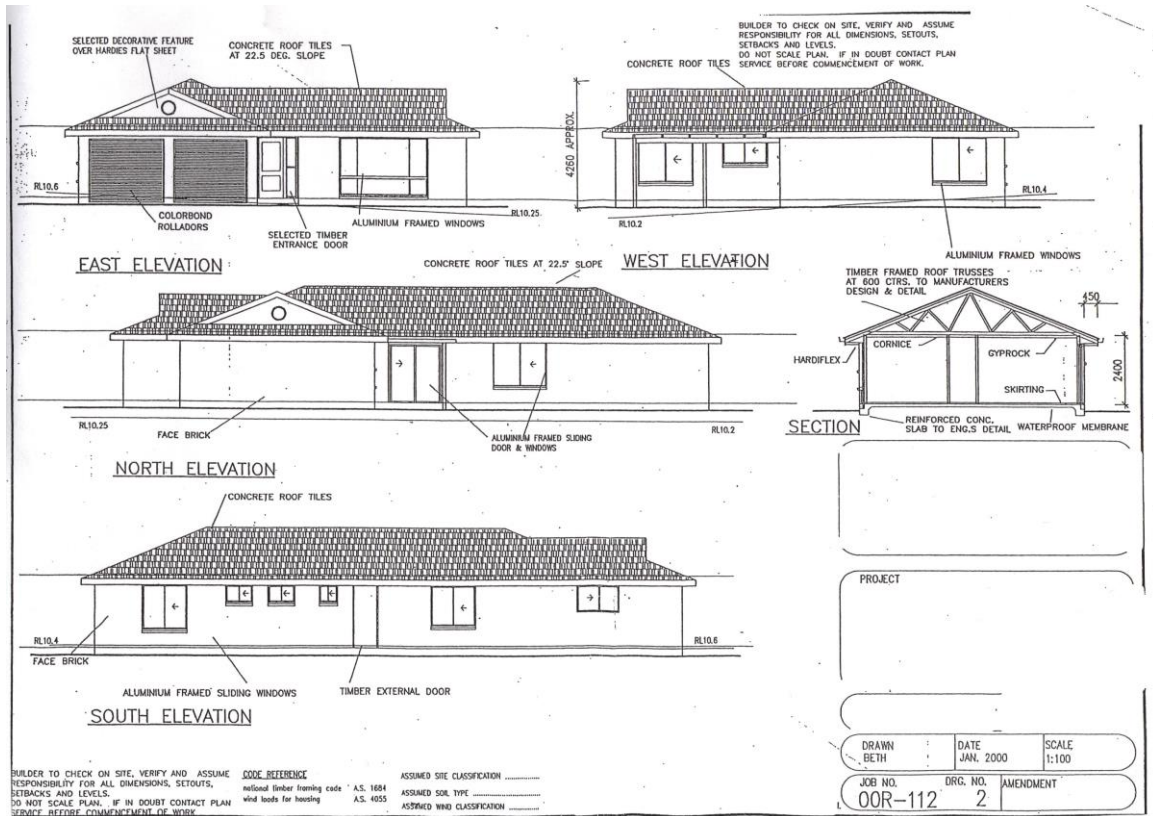 SELECTED DECORATIVE FEATURE
OVER HARDIES FLAT SHEET
CONCRETE ROOF TILES
AT 22.5 DEG. SLOPE
RL10.6
COLORBOND
ROLLADORS
SELECTED TIMBER
ENTRANCE DOOR
ALUMINIUM FRAMED WINDOWS
RL10.25
EAST ELEVATION
BUILDER TO CHECK ON SITE, VERIFY AND ASSUME
RESPONSIBILITY FOR ALL DIMENSIONS, SETOUTS,
SETBACKS AND LEVELS.
DO NOT SCALE PLAN. IF IN DOUBT CONTACT PLAN
SERVICE BEFORE COMMENCEMENT OF WORK.
CONCRETE ROOF TILES
4260 APPROX.
RL10.2
RL10.4
ALUMINIUM FRAMED WINDOWS
WEST ELEVATION
CONCRETE ROOF TILES AT 22.5° SLOPE
RL10.25
FACE BRICK
ALUMINIUM FRAMED SLIDING
DOOR & WINDOWS
RL10.2
NORTH ELEVATION
TIMBER FRAMED ROOF TRUSSES
AT 600 CTRS. TO MANUFACTURERS
DESIGN & DETAIL
450
HARDIFLEX
CORNICE
GYPROCK
2400
SKIRTING
SECTION
REINFORCED CONC.
SLAB TO ENG.S DETAIL
WATERPROOF MEMBRANE
CONCRETE ROOF TILES
RL10.4
FACE BRICK
RL10.6
ALUMINIUM FRAMED SLIDING WINDOWS
TIMBER EXTERNAL DOOR
SOUTH ELEVATION
PROJECT
DRAWN
BETH
DATE
JAN. 2000
SCALE
1:100
JOB NO.
00R-112
DRG. NO.
2
AMENDMENT
BUILDER TO CHECK ON SITE, VERIFY AND ASSUME
RESPONSIBILITY FOR ALL DIMENSIONS, SETOUTS,
SETBACKS AND LEVELS.
DO NOT SCALE PLAN. IF IN DOUBT CONTACT PLAN
SERVICE BEFORE COMMENCEMENT OF WORK
CODE REFERENCE
national timber framing code A.S. 1684
wind loads for housing A.S. 4055
ASSUMED SITE CLASSIFICATION ...............
ASSUMED SOIL TYPE ...............
ASSUMED WIND CLASSIFICATION ...............